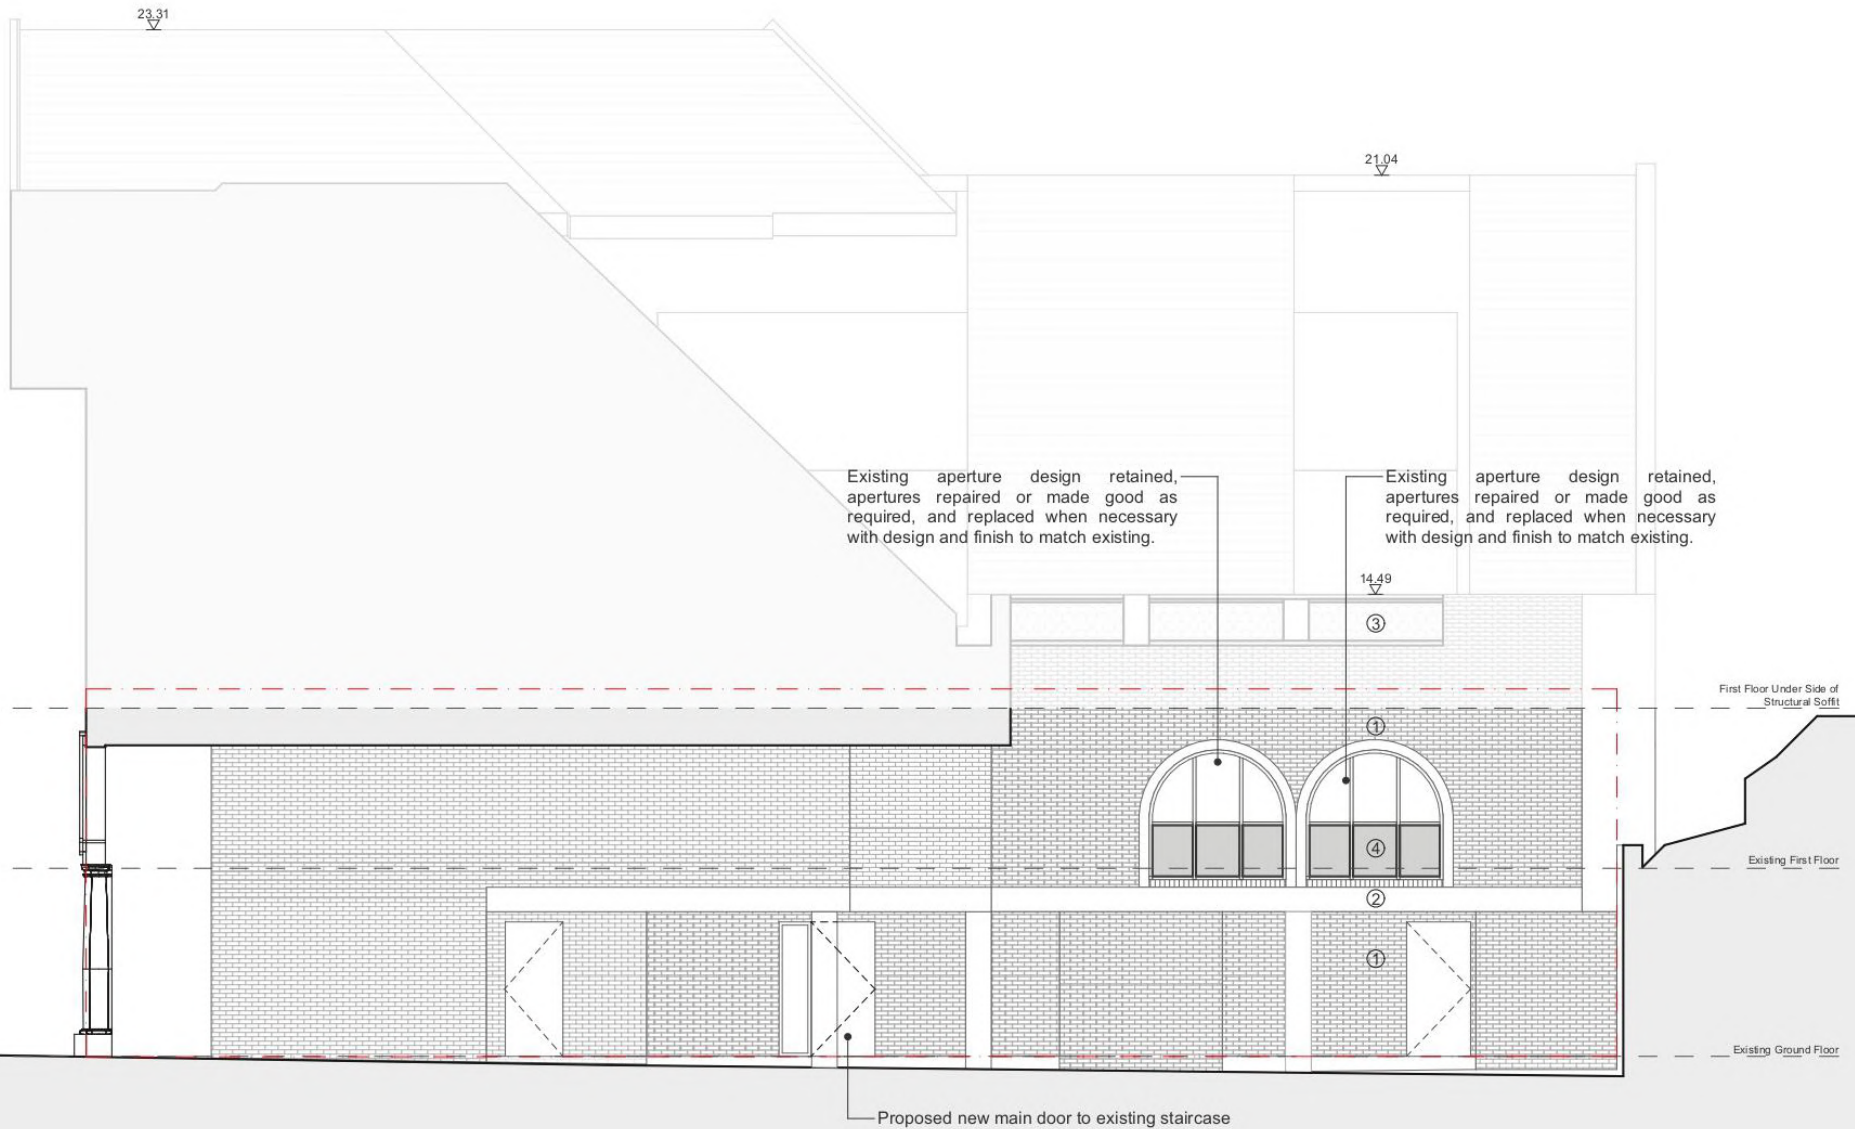 23.31
21.04
Existing aperture design retained,
apertures repaired or made good as
required, and replaced when necessary
with design and finish to match existing.
Existing aperture design retained,
apertures repaired or made good as
required, and replaced when necessary
with design and finish to match existing.
14.49
3
First Floor Under Side of
Structural Soffit
1
4
Existing First Floor
2
1
Existing Ground Floor
Proposed new main door to existing staircase